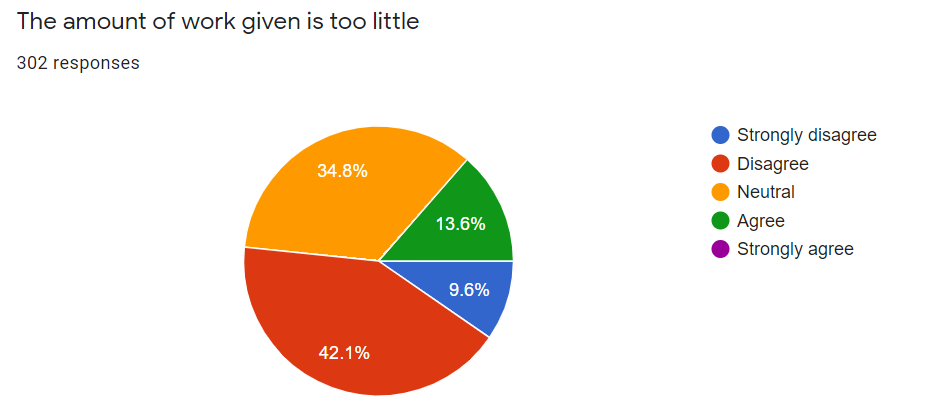 The amount of work given is too little
302 responses
34.8%
13.6%
9.6%
42.1%
Strongly disagree
Disagree
Neutral
Agree
Strongly agree